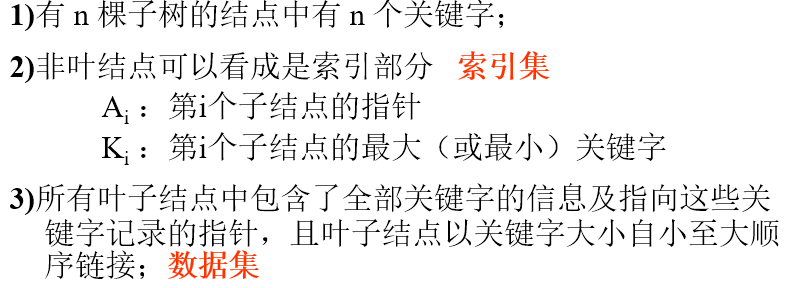 1)有 n 棵子树的结点中有 n 个关键字；
2)非叶结点可以看成是索引部分 索引集
Ai：第i个子结点的指针
Ki：第i个子结点的最大（或最小）关键字
3)所有叶子结点中包含了全部关键字的信息及指向这些关
键字记录的指针，且叶子结点以关键字大小自小至大顺
序链接；数据集